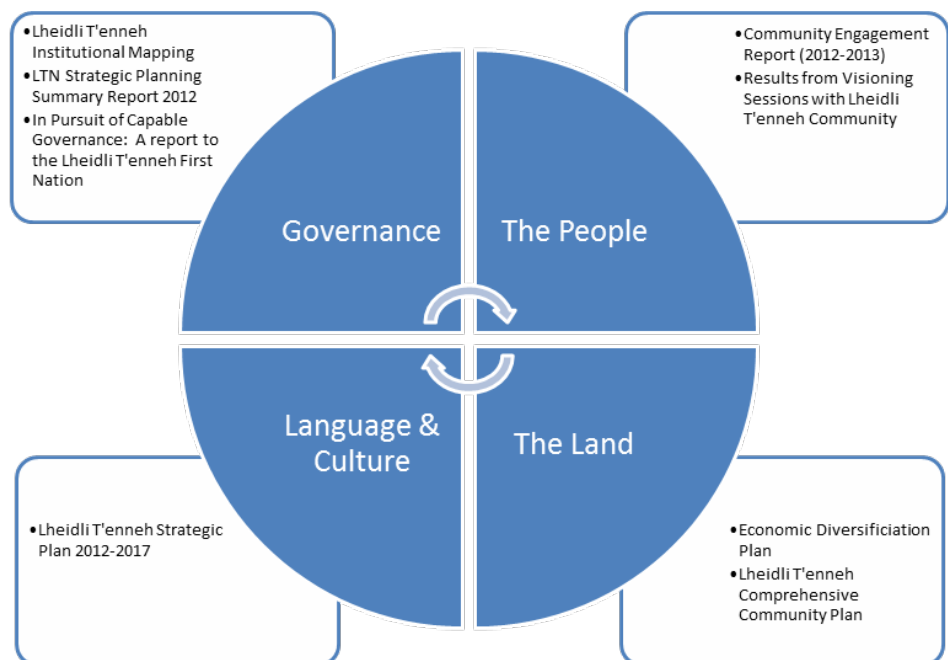 •Lheidli T'enneh
Institutional Mapping
•LTN Strategic Planning
Summary Report 2012
•In Pursuit of Capable
Governance: A report to
the Lheidli T'enneh First
Nation
•Community Engagement
Report (2012-2013)
•Results from Visioning
Sessions with Lheidli
T'enneh Community
Governance
The People
Language &
Culture
The Land
•Lheidli T'enneh Strategic
Plan 2012-2017
•Economic Diversificiation
Plan
•Lheidli T'enneh
Comprehensive
Community Plan